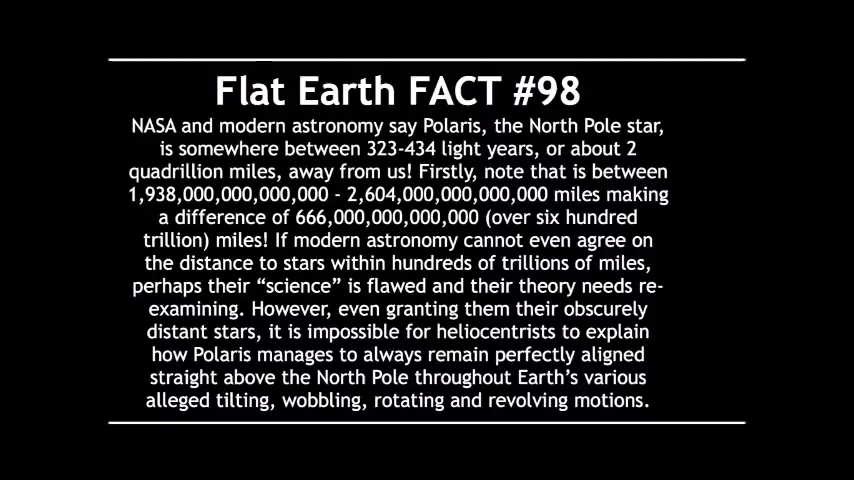 Flat Earth FACT #98
NASA and modern astronomy say Polaris, the North Pole star,
is somewhere between 323-434 light years, or about 2
quadrillion miles, away from us! Firstly, note that is between
1,938,000,000,000,000 - 2,604,000,000,000,000 miles making
a difference of 666,000,000,000,000 (over six hundred
trillion) miles! If modern astronomy cannot even agree on
the distance to stars within hundreds of trillions of miles,
perhaps their “science” is flawed and their theory needs re-
examining. However, even granting them their obscurely
distant stars, it is impossible for heliocentrists to explain
how Polaris manages to always remain perfectly aligned
straight above the North Pole throughout Earth’s various
alleged tilting, wobbling, rotating and revolving motions.